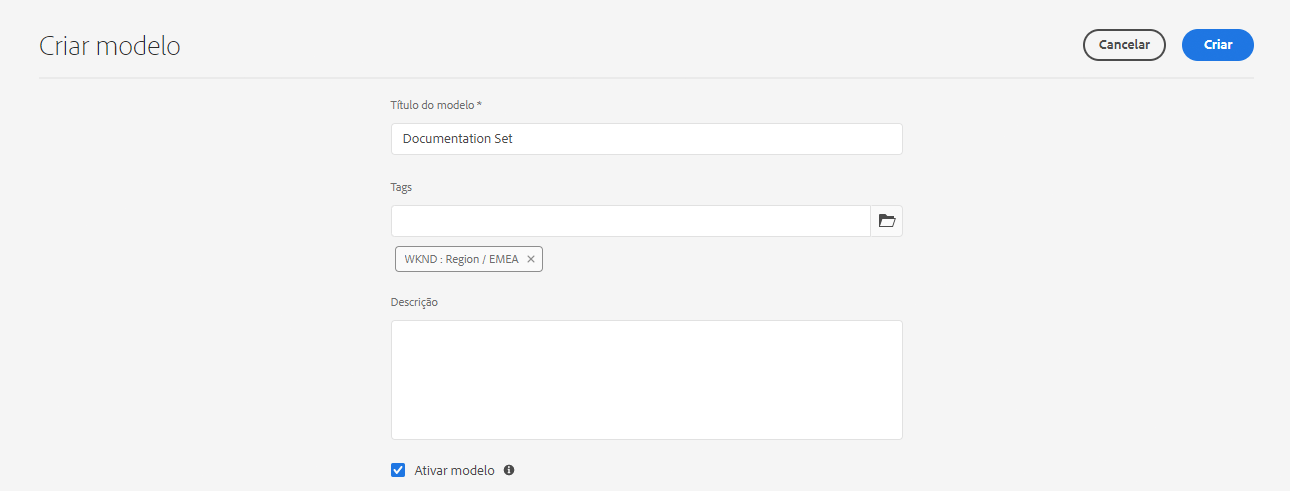 Criar modelo
Cancelar
Criar
Título do modelo *
Documentation Set
Tags
WKND : Region / EMEA ×
Descrição
Ativar modelo